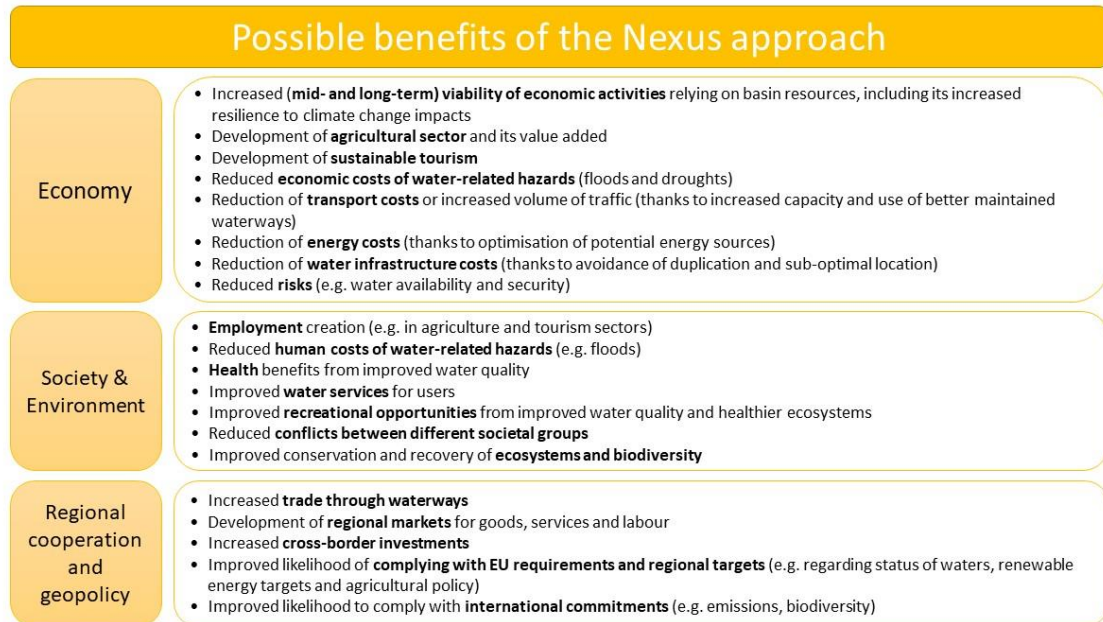 Possible benefits of the Nexus approach
Economy
• Increased (mid- and long-term) viability of economic activities relying on basin resources, including its increased
resilience to climate change impacts
• Development of agricultural sector and its value added
• Development of sustainable tourism
• Reduced economic costs of water-related hazards (floods and droughts)
• Reduction of transport costs or increased volume of traffic (thanks to increased capacity and use of better maintained
waterways)
• Reduction of energy costs (thanks to optimisation of potential energy sources)
• Reduction of water infrastructure costs (thanks to avoidance of duplication and sub-optimal location)
• Reduced risks (e.g. water availability and security)
Society &
Environment
• Employment creation (e.g. in agriculture and tourism sectors)
• Reduced human costs of water-related hazards (e.g. floods)
• Health benefits from improved water quality
• Improved water services for users
• Improved recreational opportunities from improved water quality and healthier ecosystems
• Reduced conflicts between different societal groups
• Improved conservation and recovery of ecosystems and biodiversity
Regional
cooperation
and
geopolicy
• Increased trade through waterways
• Development of regional markets for goods, services and labour
• Increased cross-border investments
• Improved likelihood of complying with EU requirements and regional targets (e.g. regarding status of waters, renewable
energy targets and agricultural policy)
• Improved likelihood to comply with international commitments (e.g. emissions, biodiversity)